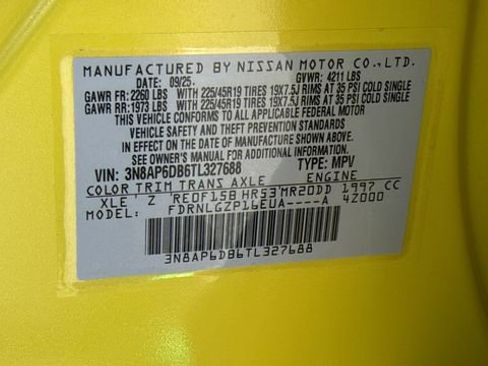 MANUFACTURED BY NISSAN MOTOR CO., LTD.
DATE: 09/25. GVWR: 4211 LBS
GAWR FR: 2260 LBS WITH 225/45R19 TIRES 19X7.5J RIMS AT 35 PSI COLD SINGLE
GAWR RR: 1973 LBS WITH 225/45R19 TIRES 19X7.5J RIMS AT 35 PSI COLD SINGLE
THIS VEHICLE CONFORMS TO ALL APPLICABLE FEDERAL MOTOR
VEHICLE SAFETY AND THEFT PREVENTION STANDARDS
IN EFFECT ON THE DATE OF MANUFACTURE SHOWN ABOVE.
SEE OWNER'S MANUAL FOR ADDITIONAL INFORMATION
VIN: 3N8AP6DB6TL327688 TYPE: MPV
COLOR TRIM TRANS AXLE ENGINE
XLE Z RE0F15B HR53 MR20DD 1997 CC
MODEL: FDRNLGZP16EUA----A 4Z000
3N8AP6DB6TL327688